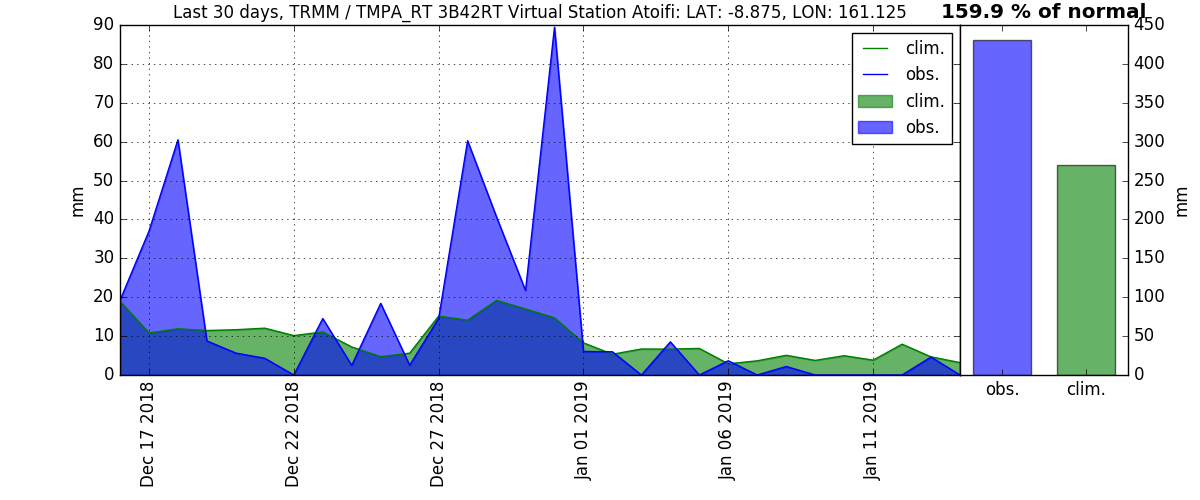 Last 30 days, TRMM / TMPA_RT 3B42RT Virtual Station Atoifi: LAT: -8.875, LON: 161.125
159.9 % of normal
90
80
70
60
50
40
30
20
10
0
mm
clim.
obs.
clim.
obs.
Dec 17 2018
Dec 22 2018
Dec 27 2018
Jan 01 2019
Jan 06 2019
Jan 11 2019
450
400
350
300
250
200
150
100
50
0
mm
obs.
clim.